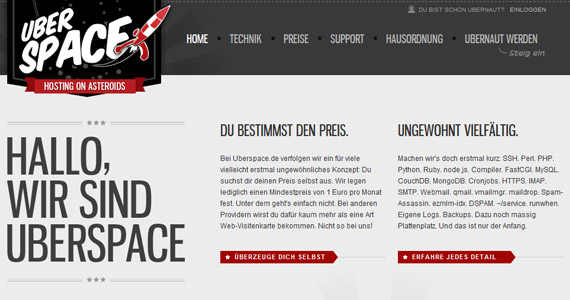 UBER
SPACE
HOSTING ON ASTEROIDS
DU BIST SCHON UBERNAUT? EINLOGGEN
HOME • TECHNIK • PREISE • SUPPORT • HAUSORDNUNG • UBERNAUT WERDEN
Steig ein
HALLO,
WIR SIND
UBERSPACE
DU BESTIMMST DEN PREIS.
Bei Uberspace.de verfolgen wir ein für viele
vielleicht erstmal ungewöhnliches Konzept: Du
suchst dir deinen Preis selbst aus. Wir legen
lediglich einen Mindestpreis von 1 Euro pro Monat
fest. Unter dem geht's einfach nicht. Bei anderen
Providern wirst du dafür kaum mehr als eine Art
Web-Visitenkarte bekommen. Nicht so bei uns!
★ ÜBERZEUGE DICH SELBST
UNGEWOHNT VIELFÄLTIG.
Machen wir's doch erstmal kurz: SSH. Perl. PHP.
Python. Ruby. node.js. Compiler. FastCGI. MySQL.
CouchDB. MongoDB. Cronjobs. HTTPS. IMAP.
SMTP. Webmail. qmail. vmailmgr. maildrop. Spam-
Assassin. ezmlm-idx. DSPAM. ~/service. runwhen.
Eigene Logs. Backups. Dazu noch massig
Plattenplatz. Und das ist nur der Anfang.
★ ERFAHRE JEDES DETAIL